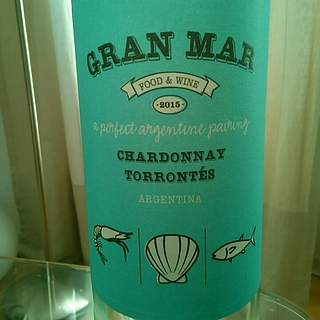 GRAN MAR
FOOD & WINE
·2015·
a perfect argentine pairing
CHARDONNAY
TORRONTÉS
ARGENTINA